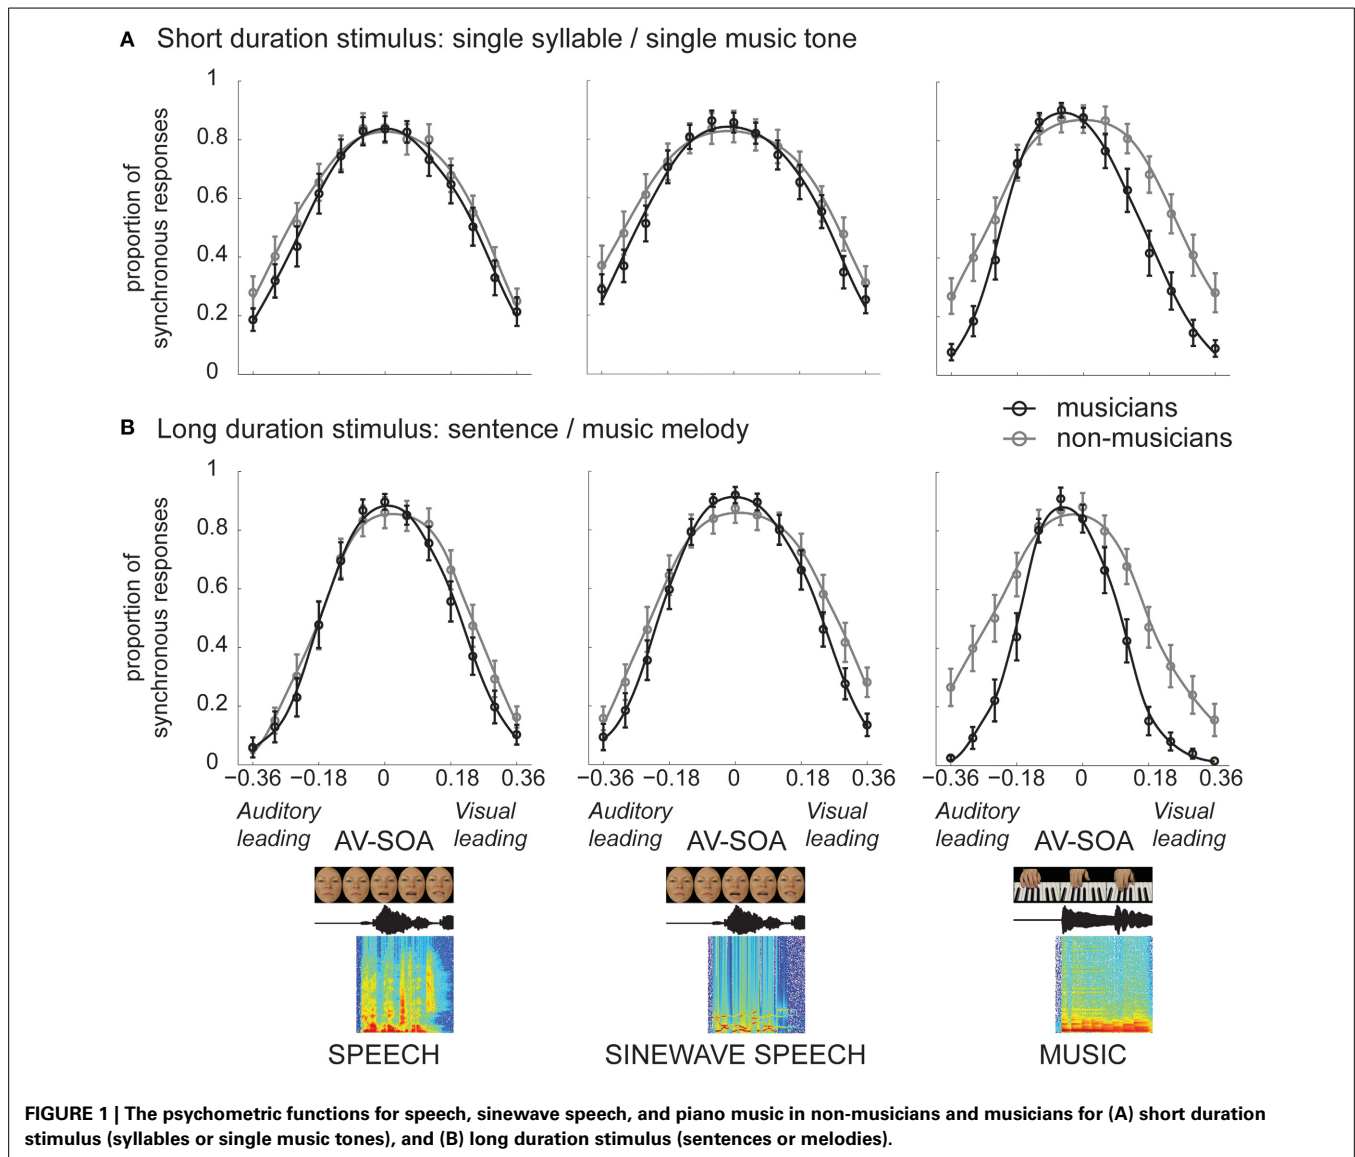 A Short duration stimulus: single syllable / single music tone
proportion of
synchronous responses
1
0.8
0.6
0.4
0.2
0
musicians
non-musicians
B Long duration stimulus: sentence / music melody
proportion of
synchronous responses
1
0.8
0.6
0.4
0.2
0
−0.36 −0.18 0 0.18 0.36
−0.36 −0.18 0 0.18 0.36
−0.36 −0.18 0 0.18 0.36
Auditory
leading
AV-SOA
Visual
leading
Auditory
leading
AV-SOA
Visual
leading
Auditory
leading
AV-SOA
Visual
leading
SPEECH
SINEWAVE SPEECH
MUSIC
FIGURE 1 | The psychometric functions for speech, sinewave speech, and piano music in non-musicians and musicians for (A) short duration
stimulus (syllables or single music tones), and (B) long duration stimulus (sentences or melodies).